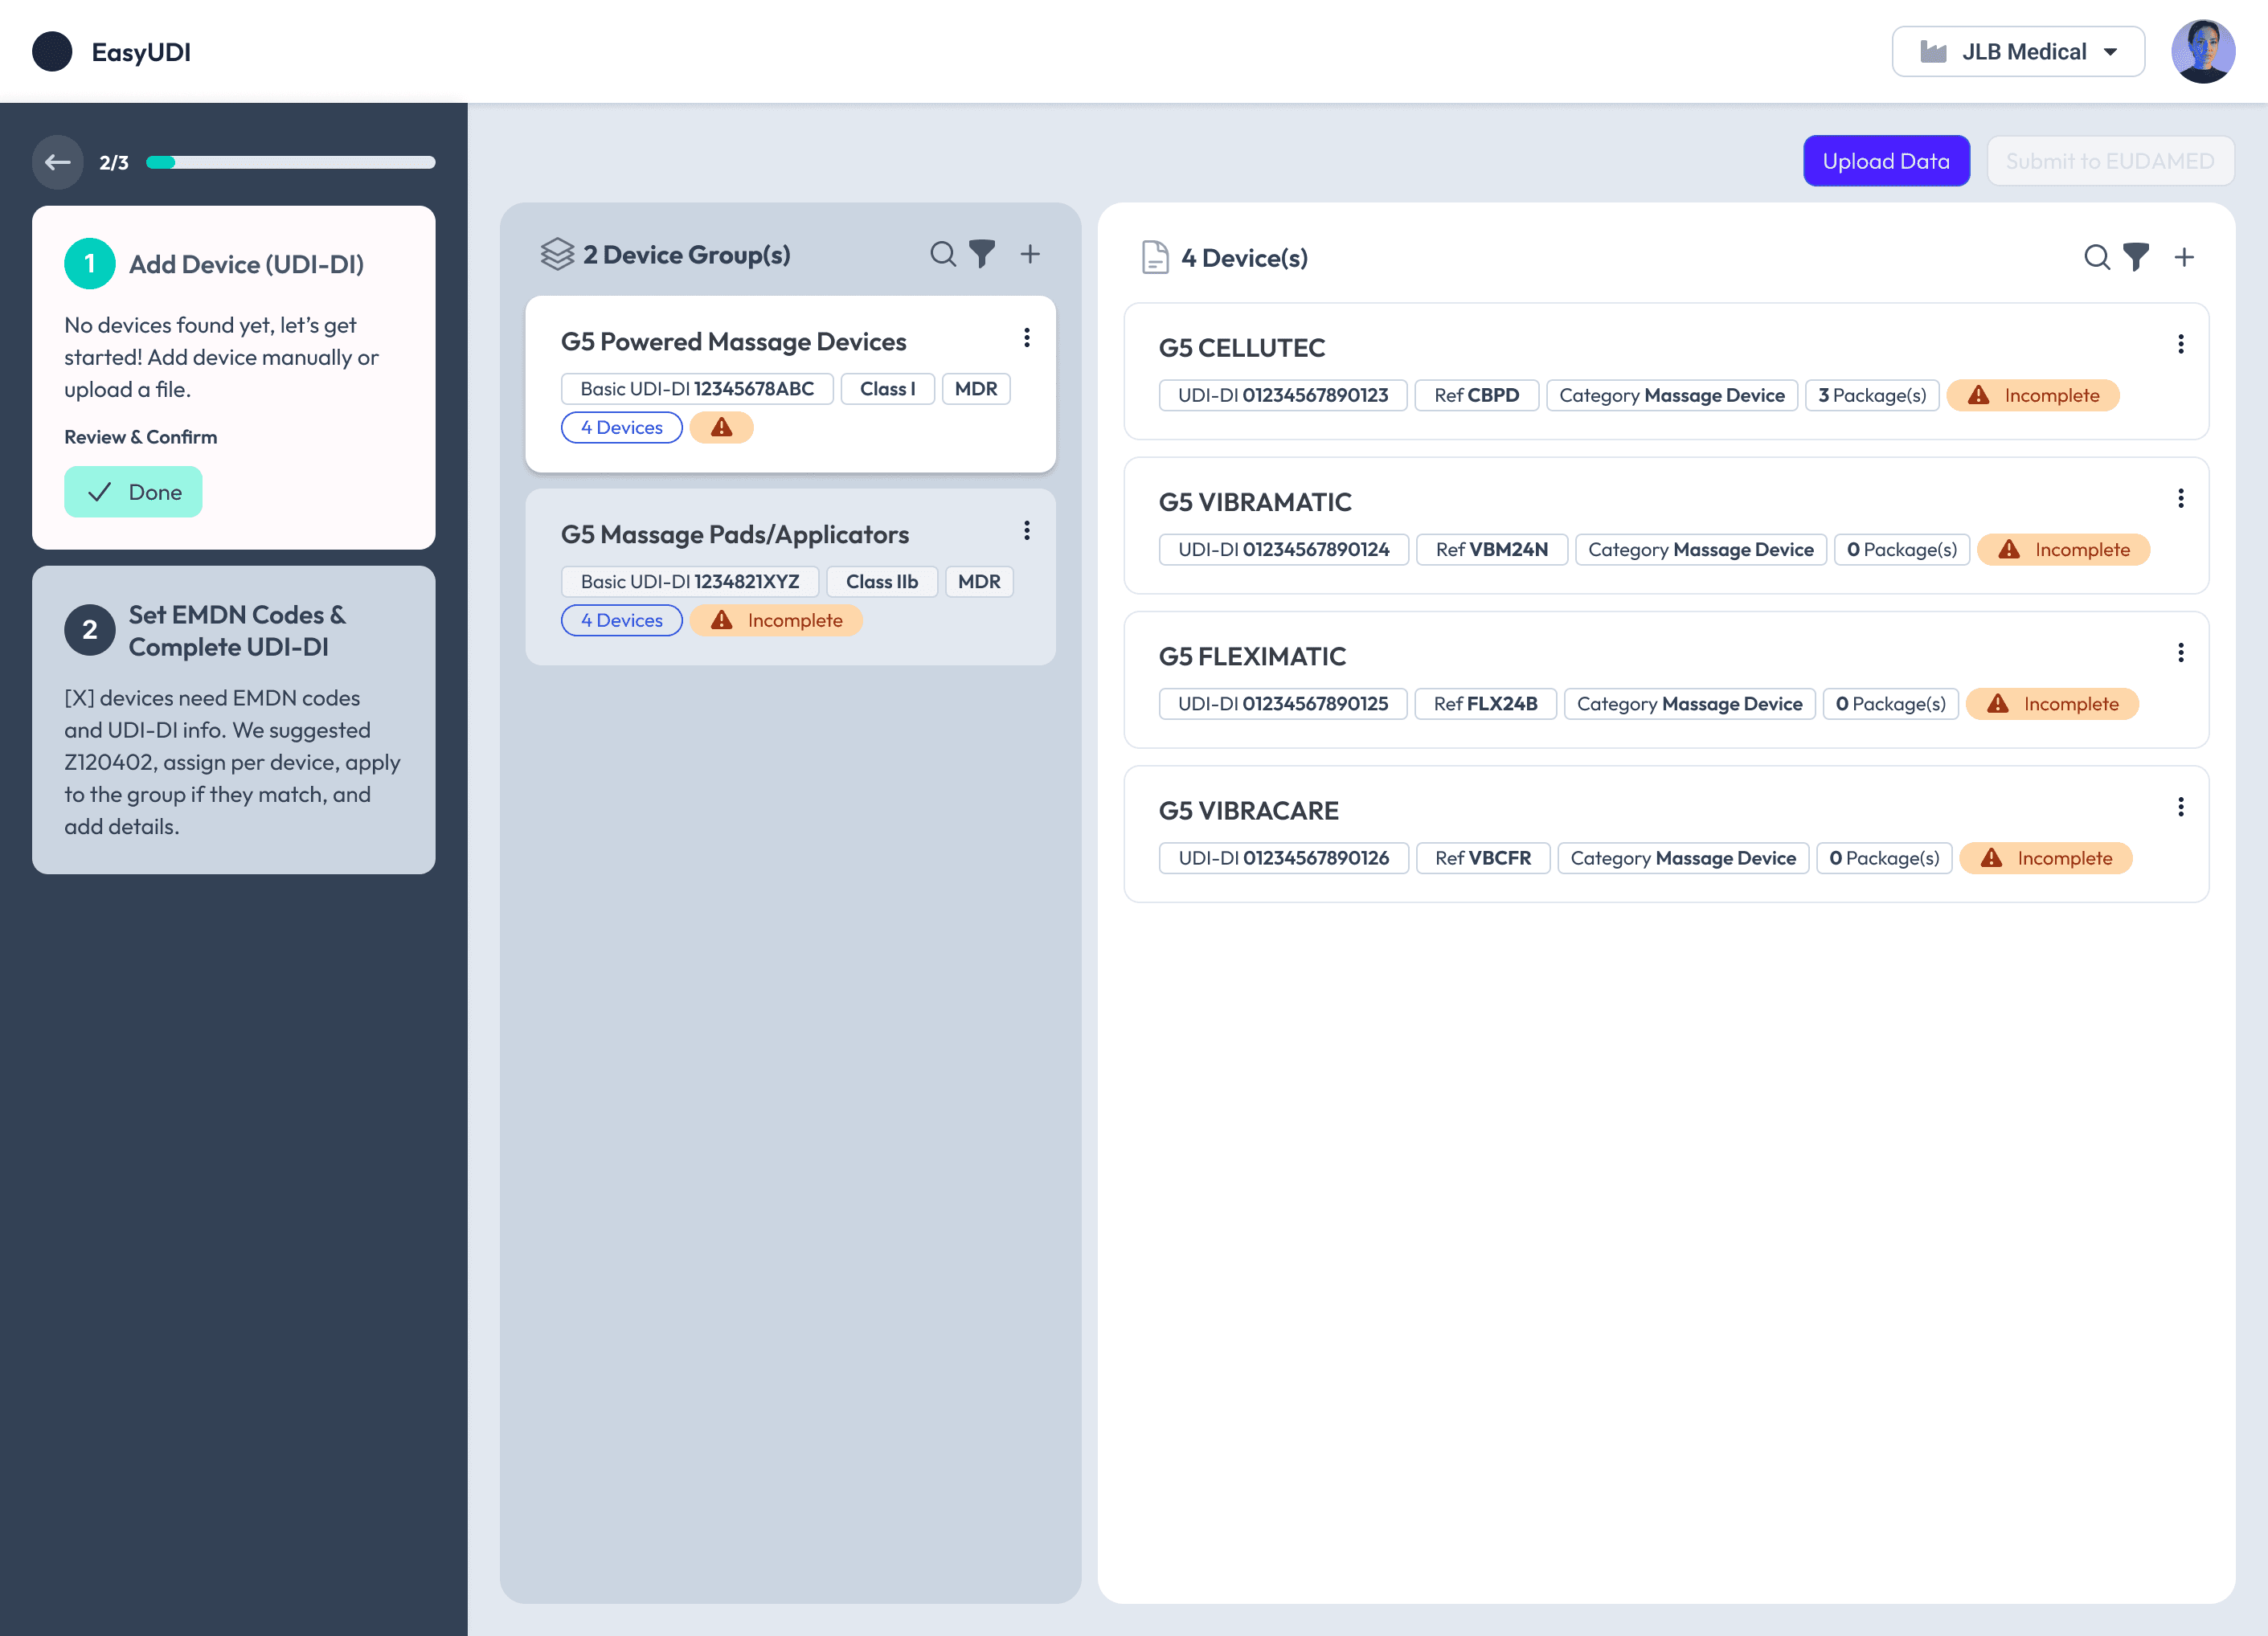 EasyUDI
JLB Medical
2/3
Upload Data
Submit to EUDAMED
1
Add Device (UDI-DI)
No devices found yet, let’s get
started! Add device manually or
upload a file.
Review & Confirm
Done
2
Set EMDN Codes &
Complete UDI-DI
[X] devices need EMDN codes
and UDI-DI info. We suggested
Z120402, assign per device, apply
to the group if they match, and
add details.
2 Device Group(s)
G5 Powered Massage Devices
Basic UDI-DI 12345678ABC Class I MDR
4 Devices
G5 Massage Pads/Applicators
Basic UDI-DI 1234821XYZ Class IIb MDR
4 Devices Incomplete
4 Device(s)
G5 CELLUTEC
UDI-DI 01234567890123 Ref CBPD Category Massage Device 3 Package(s) Incomplete
G5 VIBRAMATIC
UDI-DI 01234567890124 Ref VBM24N Category Massage Device 0 Package(s) Incomplete
G5 FLEXIMATIC
UDI-DI 01234567890125 Ref FLX24B Category Massage Device 0 Package(s) Incomplete
G5 VIBRACARE
UDI-DI 01234567890126 Ref VBCFR Category Massage Device 0 Package(s) Incomplete